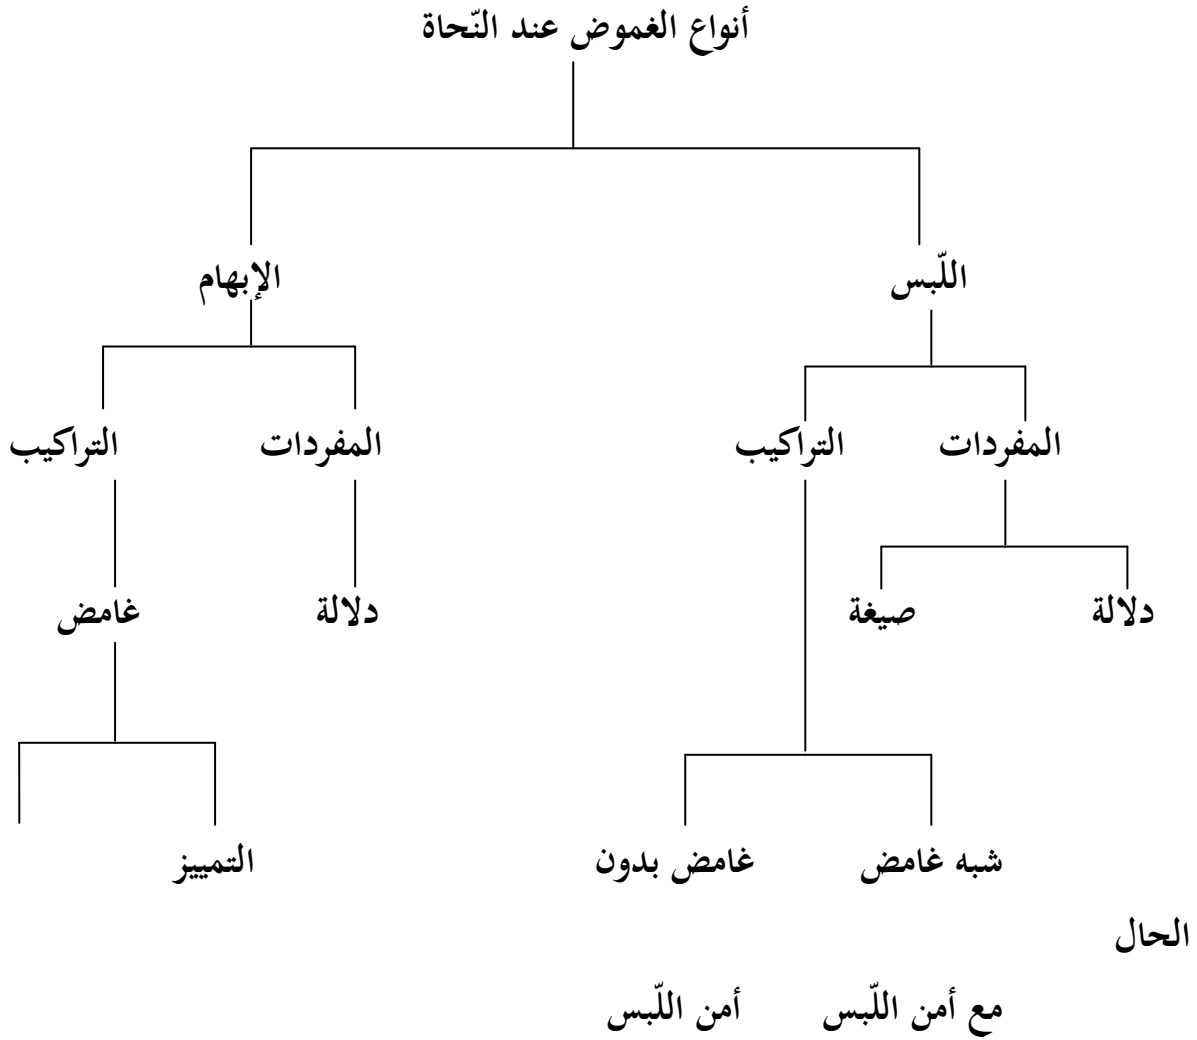 أنواع الغموض عند النّحاة
اللّبس الإبهام
المفردات التراكيب المفردات التراكيب
دلالة صيغة دلالة غامض
شبه غامض غامض بدون التمييز
الحال
مع أمن اللّبس أمن اللّبس